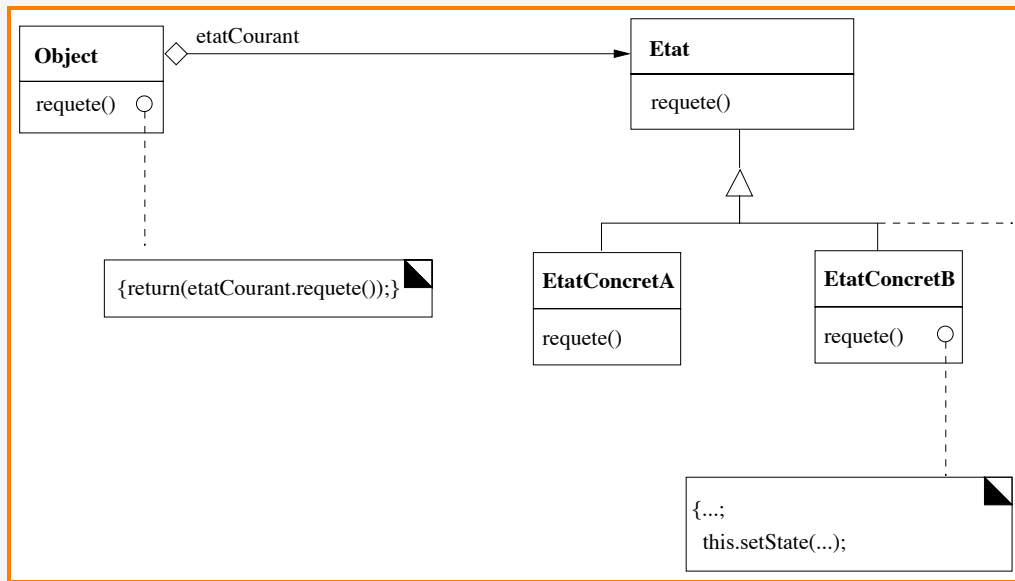 Object
requete()
etatCourant
Etat
requete()
{return(etatCourant.requete());}
EtatConcretA
requete()
EtatConcretB
requete()
{...;
this.setState(...);